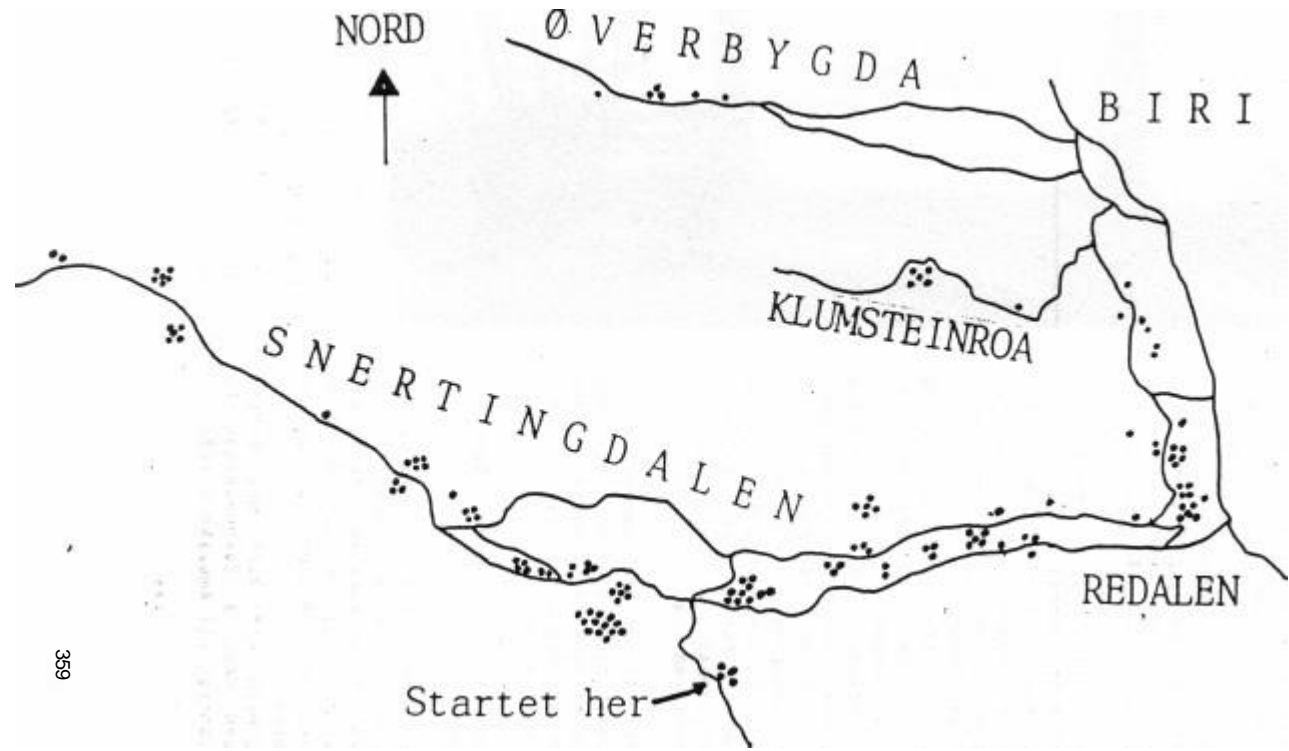 NORD
ØVERBYGDA
BIRI
KLUMSTEINROA
SNERTINGDALEN
REDALEN
Startet her
359